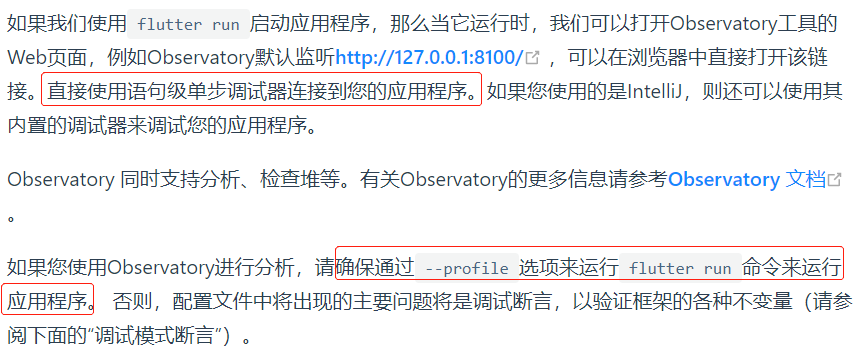 如果我们使用 flutter run 启动应用程序，那么当它运行时，我们可以打开Observatory工具的
Web页面，例如Observatory默认监听http://127.0.0.1:8100/ ，可以在浏览器中直接打开该链
接。直接使用语句级单步调试器连接到您的应用程序。如果您使用的是IntelliJ，则还可以使用其
内置的调试器来调试您的应用程序。
Observatory 同时支持分析、检查堆等。有关Observatory的更多信息请参考Observatory 文档
。
如果您使用Observatory进行分析，请确保通过 --profile 选项来运行 flutter run 命令来运行
应用程序。 否则，配置文件中将出现的主要问题将是调试断言，以验证框架的各种不变量（请参
阅下面的“调试模式断言”）。